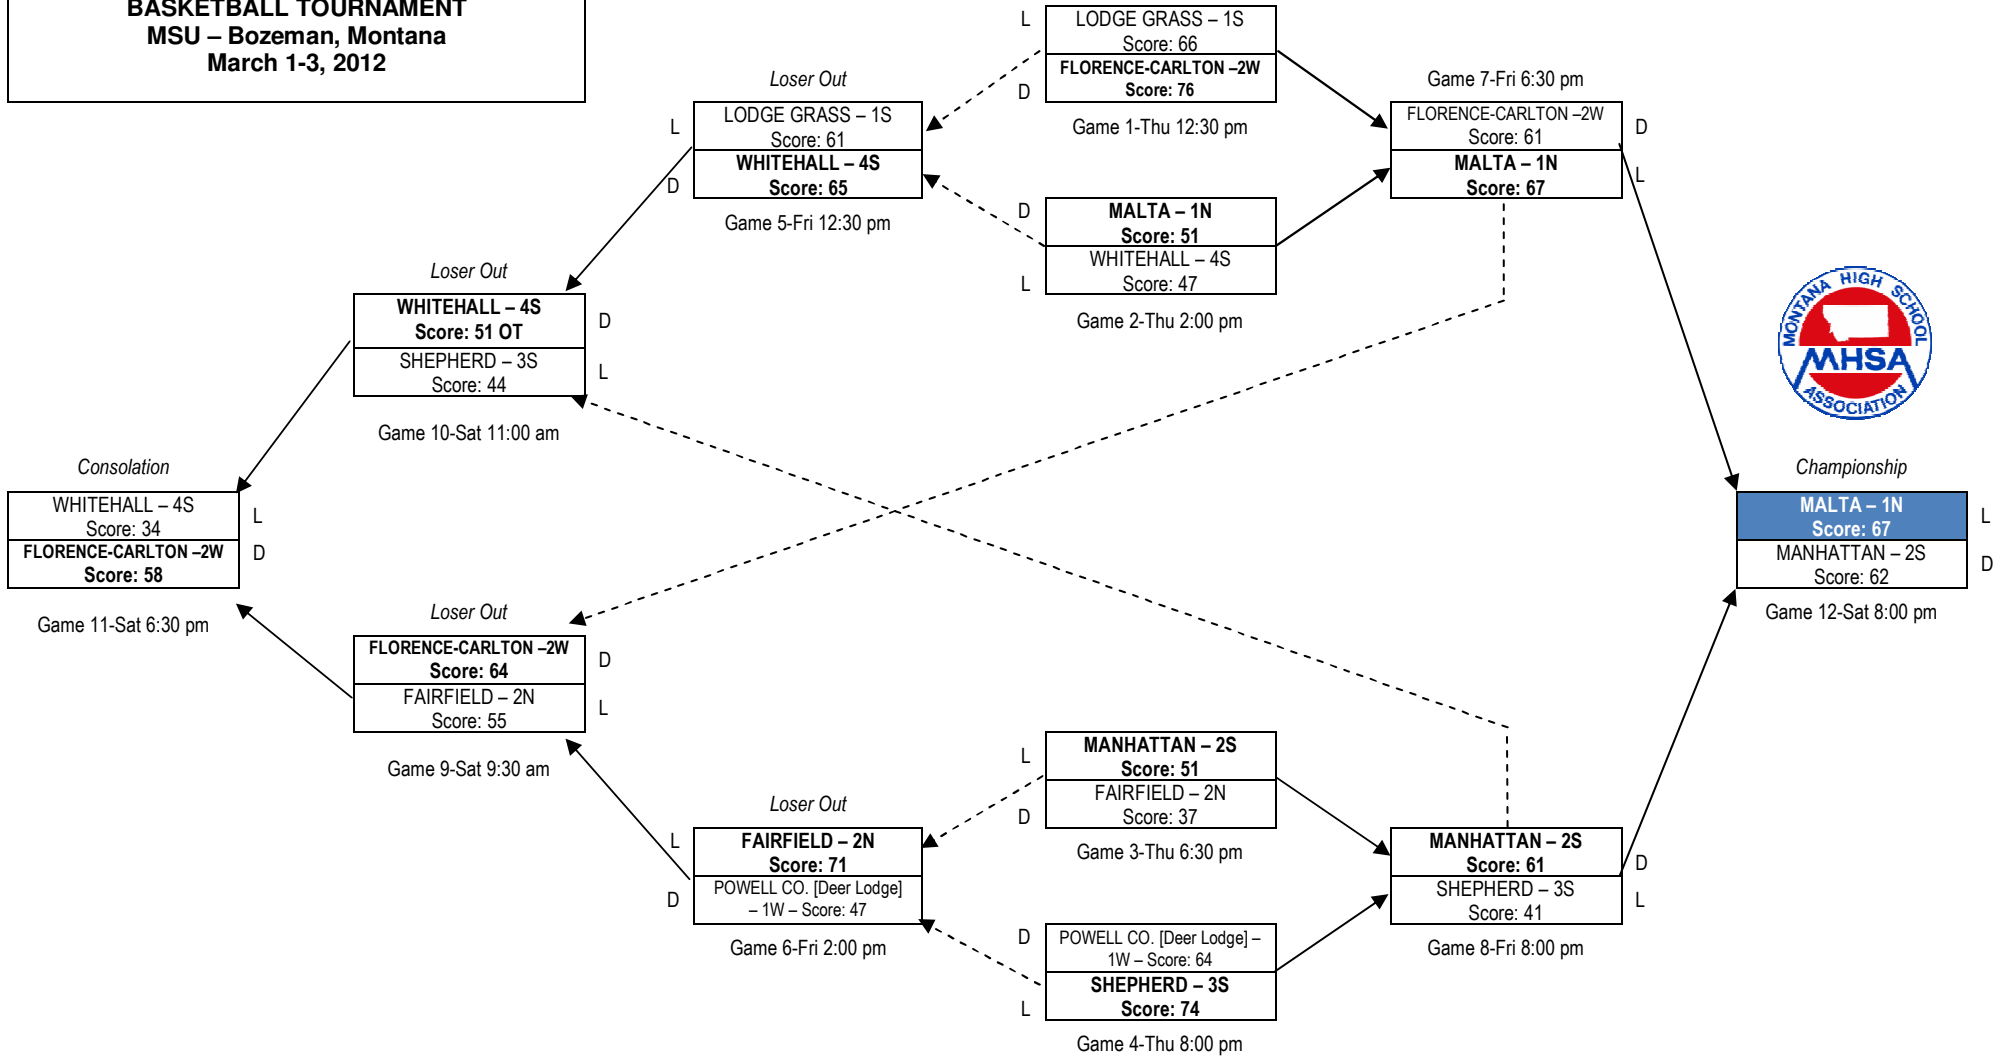 BASKETBALL TOURNAMENT
MSU – Bozeman, Montana
March 1-3, 2012
L
LODGE GRASS – 1S
Score: 66
FLORENCE-CARLTON –2W
Score: 76
D
Game 1-Thu 12:30 pm
D
MALTA – 1N
Score: 51
WHITEHALL – 4S
Score: 47
L
Game 2-Thu 2:00 pm
Loser Out
L
LODGE GRASS – 1S
Score: 61
WHITEHALL – 4S
Score: 65
D
Game 5-Fri 12:30 pm
Game 7-Fri 6:30 pm
FLORENCE-CARLTON –2W
Score: 61
D
MALTA – 1N
Score: 67
L
Loser Out
WHITEHALL – 4S
Score: 51 OT
D
SHEPHERD – 3S
Score: 44
L
Game 10-Sat 11:00 am
MONTANA HIGH SCHOOL
MHSA
ASSOCIATION
Consolation
WHITEHALL – 4S
Score: 34
L
FLORENCE-CARLTON –2W
Score: 58
D
Game 11-Sat 6:30 pm
Championship
MALTA – 1N
Score: 67
L
MANHATTAN – 2S
Score: 62
D
Game 12-Sat 8:00 pm
Loser Out
FLORENCE-CARLTON –2W
Score: 64
D
FAIRFIELD – 2N
Score: 55
L
Game 9-Sat 9:30 am
L
MANHATTAN – 2S
Score: 51
FAIRFIELD – 2N
Score: 37
D
Game 3-Thu 6:30 pm
Loser Out
L
FAIRFIELD – 2N
Score: 71
POWELL CO. [Deer Lodge]
– 1W – Score: 47
D
Game 6-Fri 2:00 pm
MANHATTAN – 2S
Score: 61
D
SHEPHERD – 3S
Score: 41
L
Game 8-Fri 8:00 pm
D
POWELL CO. [Deer Lodge] –
1W – Score: 64
SHEPHERD – 3S
Score: 74
L
Game 4-Thu 8:00 pm